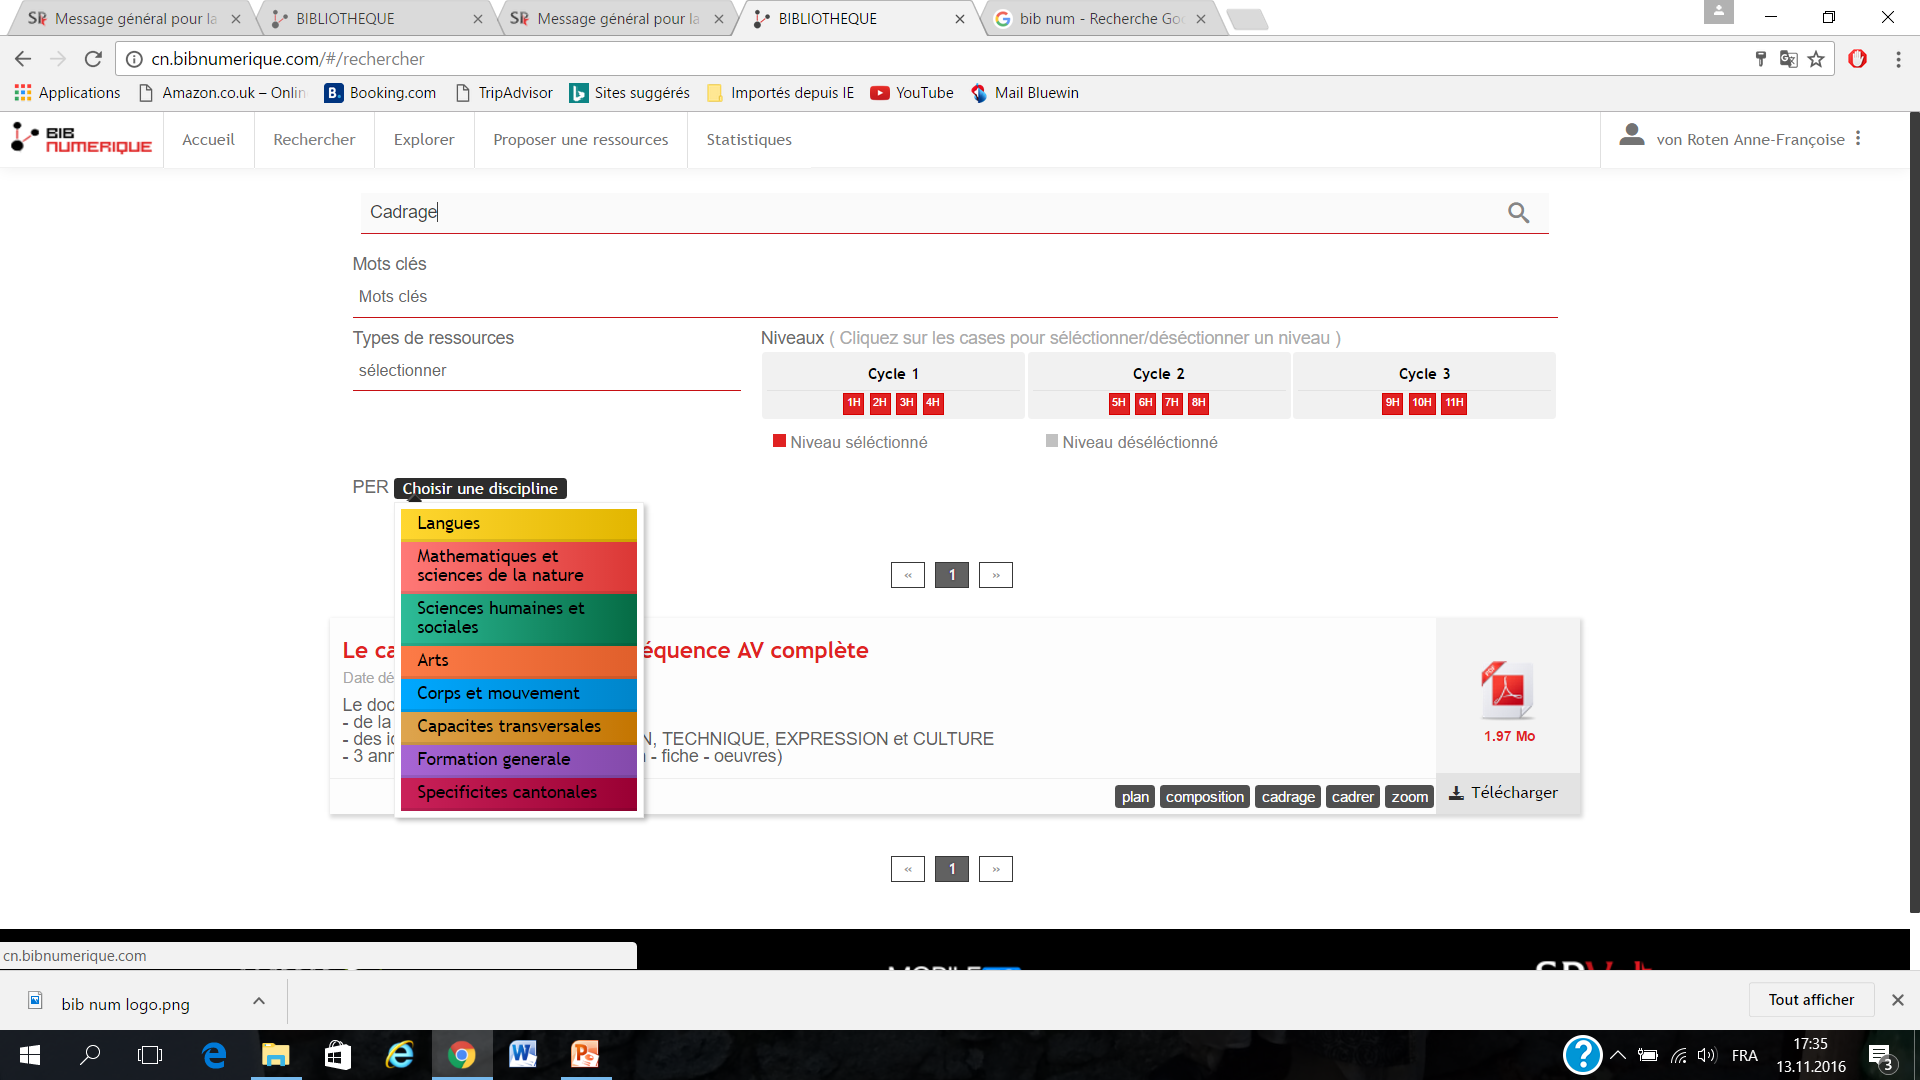 Message général pour la
BIBLIOTHEQUE
Message général pour la
BIBLIOTHEQUE
bib num - Recherche Goo
cn.bibnumerique.com/#/rechercher
Applications
Amazon.co.uk – Onlin
Booking.com
TripAdvisor
Sites suggérés
Importés depuis IE
YouTube
Mail Bluewin
BIB
NUMERIQUE
Accueil
Rechercher
Explorer
Proposer une ressources
Statistiques
von Roten Anne-Françoise
Cadrage
Mots clés
Mots clés
Types de ressources
sélectionner
Niveaux ( Cliquez sur les cases pour séléctionner/déséctionner un niveau )
Cycle 1
Cycle 2
Cycle 3
1H 2H 3H 4H
5H 6H 7H 8H
9H 10H 11H
Niveau séléctionné
Niveau déséléctionné
PER Choisir une discipline
Langues
Mathematiques et
sciences de la nature
Sciences humaines et
sociales
Arts
Corps et mouvement
Capacites transversales
Formation generale
Specificites cantonales
« 1 »
Le ca équence AV complète
Date dé
Le doc
- de la
- des ic N, TECHNIQUE, EXPRESSION et CULTURE
- 3 ann - fiche - oeuvres)
plan composition cadrage cadrer zoom
1.97 Mo
Télécharger
« 1 »
cn.bibnumerique.com
MOBILE
bib num logo.png
Tout afficher
FRA
17:35
13.11.2016
3